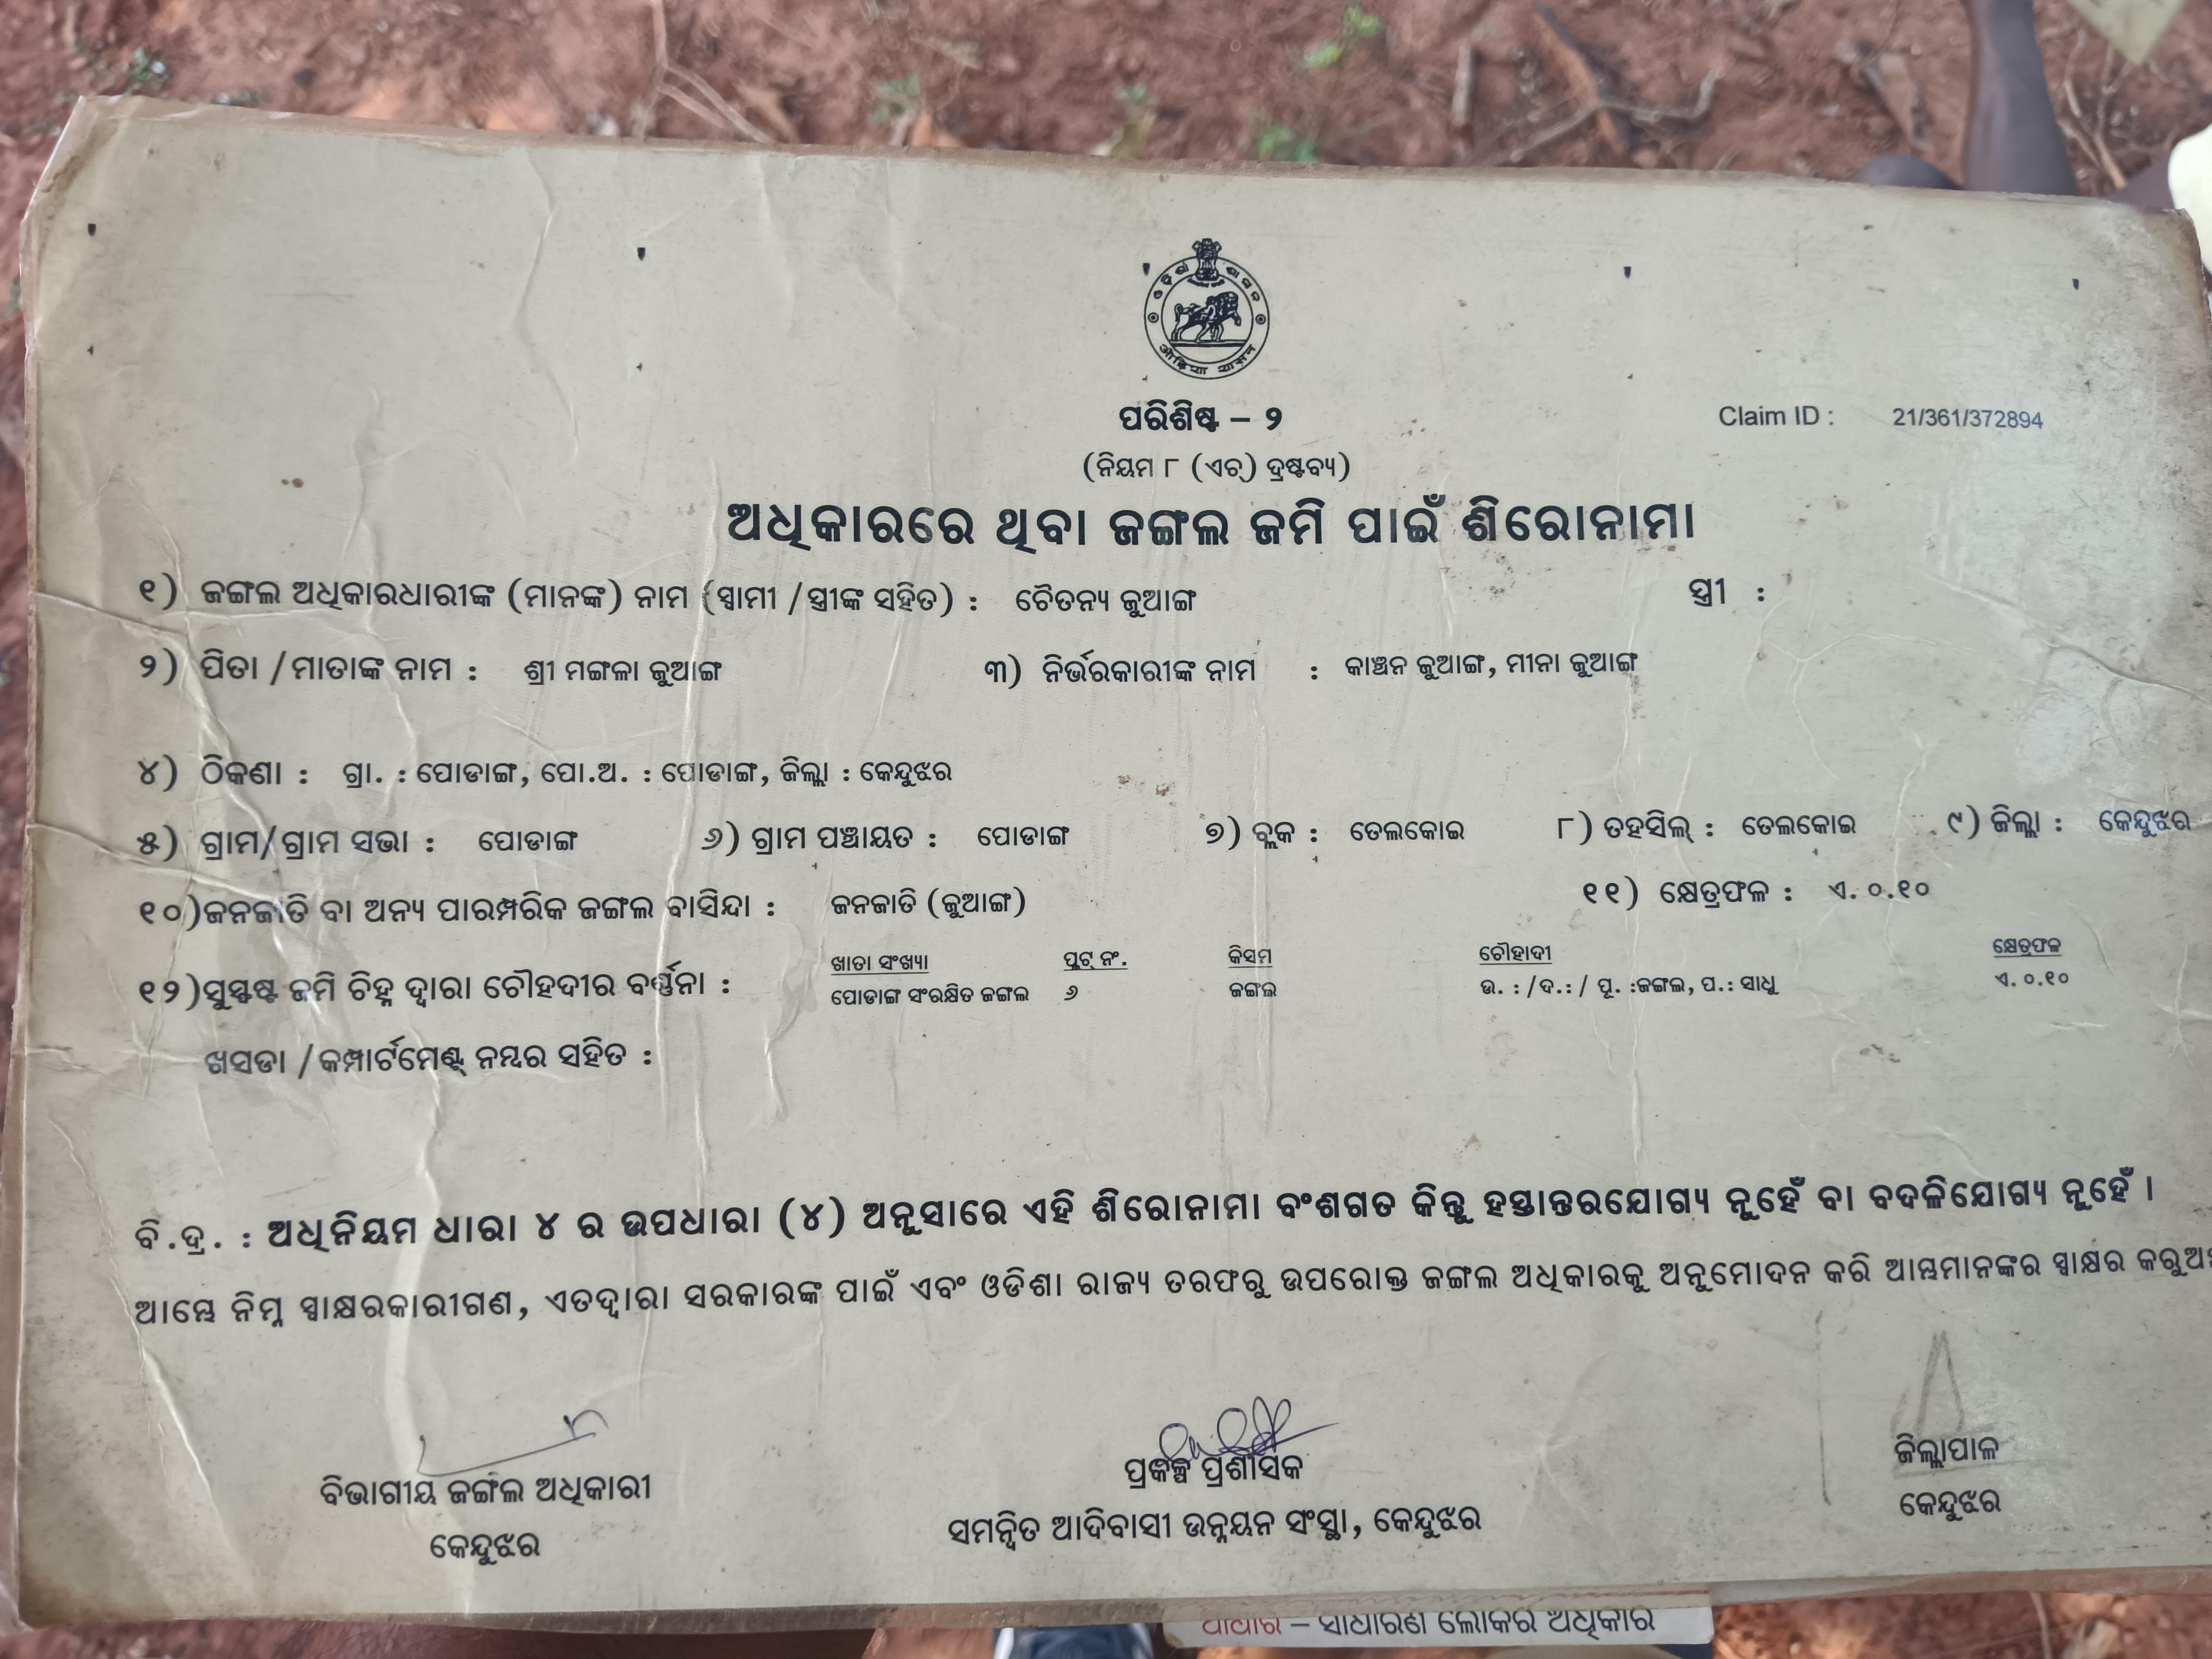 ଓଡ଼ିଶା ଶାସନ
ओड़िशा शासन
ପରିଶିଷ୍ଟ – ୨
Claim ID : 21/361/372894
(ନିୟମ ୮ (ଏଚ୍) ଦ୍ରଷ୍ଟବ୍ୟ)
ଅଧିକାରରେ ଥିବା ଜଙ୍ଗଲ ଜମି ପାଇଁ ଶିରୋନାମା
୧) ଜଙ୍ଗଲ ଅଧିକାରଧାରୀଙ୍କ (ମାନଙ୍କ) ନାମ (ସ୍ୱାମୀ /ସ୍ତ୍ରୀଙ୍କ ସହିତ) : ଚୈତନ୍ୟ ଜୁଆଙ୍ଗ ସ୍ତ୍ରୀ :
୨) ପିତା /ମାତାଙ୍କ ନାମ : ଶ୍ରୀ ମଙ୍ଗଳା ଜୁଆଙ୍ଗ ୩) ନିର୍ଭରକାରୀଙ୍କ ନାମ : କାଞ୍ଚନ ଜୁଆଙ୍ଗ, ମୀନା ଜୁଆଙ୍ଗ
୪) ଠିକଣା : ଗ୍ରା. : ପୋଡାଙ୍ଗ, ପୋ.ଅ. : ପୋଡାଙ୍ଗ, ଜିଲ୍ଲା : କେନ୍ଦୁଝର
୫) ଗ୍ରାମ/ଗ୍ରାମ ସଭା : ପୋଡାଙ୍ଗ ୬) ଗ୍ରାମ ପଞ୍ଚାୟତ : ପୋଡାଙ୍ଗ ୭) ବ୍ଲକ : ତେଲକୋଇ ୮) ତହସିଲ୍ : ତେଲକୋଇ ୯) ଜିଲ୍ଲା : କେନ୍ଦୁଝର
୧୦)ଜନଜାତି ବା ଅନ୍ୟ ପାରମ୍ପରିକ ଜଙ୍ଗଲ ବାସିନ୍ଦା : ଜନଜାତି (ଜୁଆଙ୍ଗ) ୧୧) କ୍ଷେତ୍ରଫଳ : ଏ. ୦.୧୦
ଖାତା ସଂଖ୍ୟା ପ୍ଲଟ୍ ନଂ. କିସମ ଚୌହାଦୀ କ୍ଷେତ୍ରଫଳ
୧୨)ସୁସ୍ପଷ୍ଟ ଜମି ଚିହ୍ନ ଦ୍ୱାରା ଚୌହଦୀର ବର୍ଣ୍ଣନା : ପୋଡାଙ୍ଗ ସଂରକ୍ଷିତ ଜଙ୍ଗଲ ୬ ଜଙ୍ଗଲ ଉ. : /ଦ.: / ପୂ. :ଜଙ୍ଗଲ, ପ.: ସାଧୁ ଏ. ୦.୧୦
ଖସଡା /କମ୍ପାର୍ଟମେଣ୍ଟ୍ ନମ୍ବର ସହିତ :
ବି.ଦ୍ର. : ଅଧିନିୟମ ଧାରା ୪ ର ଉପଧାରା (୪) ଅନୁସାରେ ଏହି ଶିରୋନାମା ବଂଶଗତ କିନ୍ତୁ ହସ୍ତାନ୍ତରଯୋଗ୍ୟ ନୁହେଁ ବା ବଦଳିଯୋଗ୍ୟ ନୁହେଁ ।
ଆମ୍ଭେ ନିମ୍ନ ସ୍ୱାକ୍ଷରକାରୀଗଣ, ଏତଦ୍ୱାରା ସରକାରଙ୍କ ପାଇଁ ଏବଂ ଓଡିଶା ରାଜ୍ୟ ତରଫରୁ ଉପରୋକ୍ତ ଜଙ୍ଗଲ ଅଧିକାରକୁ ଅନୁମୋଦନ କରି ଆମ୍ଭମାନଙ୍କର ସ୍ୱାକ୍ଷର
ବିଭାଗୀୟ ଜଙ୍ଗଲ ଅଧିକାରୀ
କେନ୍ଦୁଝର
ପ୍ରକଳ୍ପ ପ୍ରଶାସକ
ସମନ୍ୱିତ ଆଦିବାସୀ ଉନ୍ନୟନ ସଂସ୍ଥା, କେନ୍ଦୁଝର
ଜିଲ୍ଲାପାଳ
କେନ୍ଦୁଝର
ଆଧାର – ସାଧାରଣ ଲୋକର ଅଧିକାର